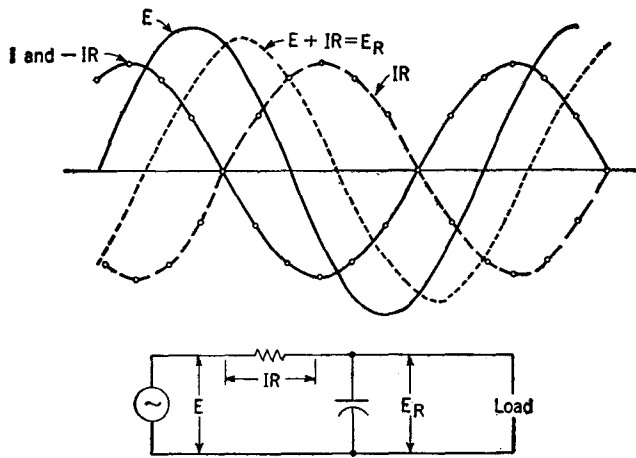 E
E + IR = E_R
I and − IR
IR
~
E
IR
E_R
Load